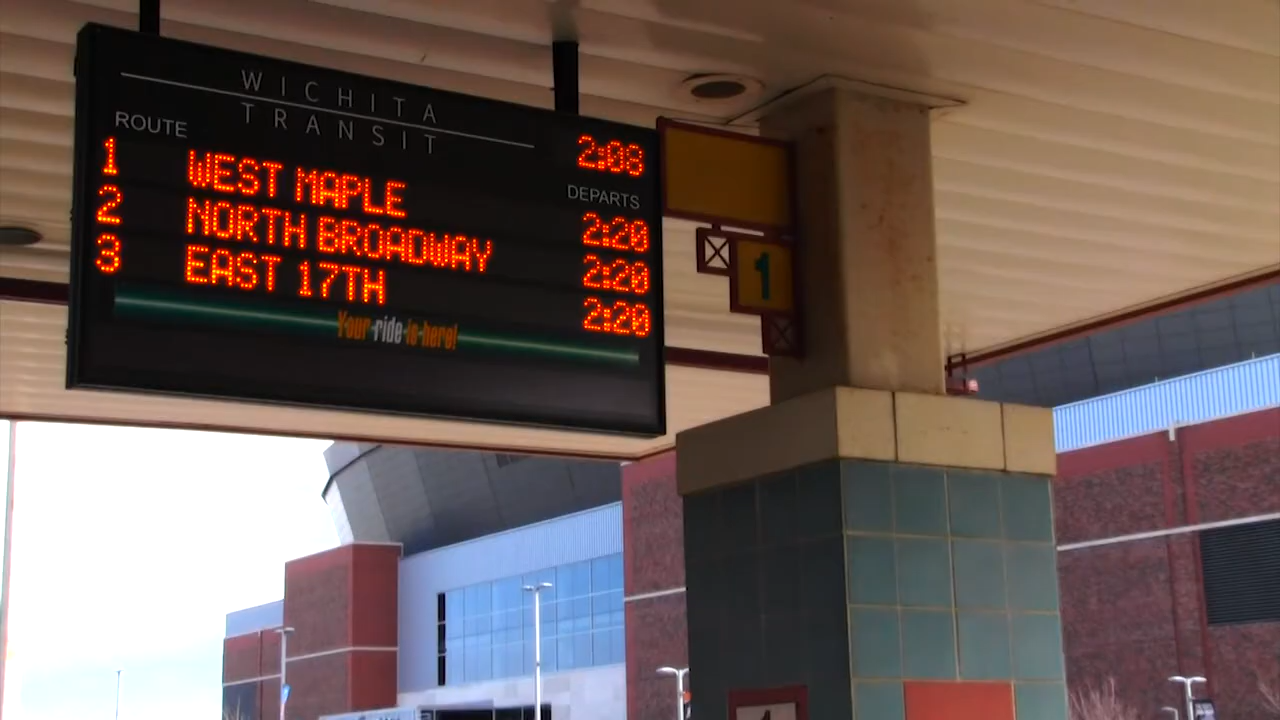 WICHITA
TRANSIT
ROUTE
2:08
DEPARTS
1 WEST MAPLE 2:20
2 NORTH BROADWAY 2:20
3 EAST 17TH 2:20
Your ride is here!
1